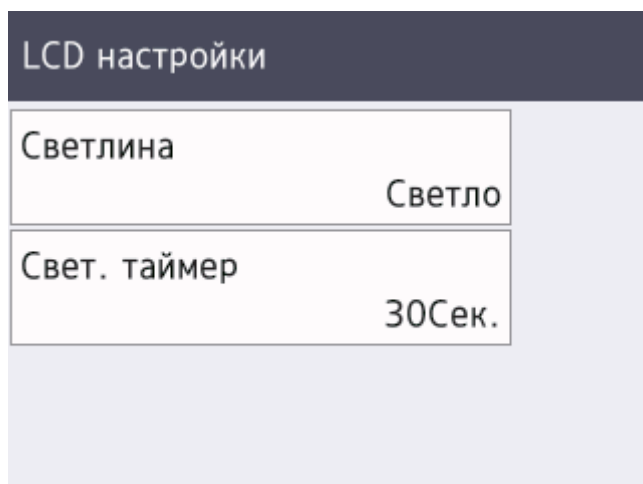 LCD настройки
Светлина
Светло
Свет. таймер
30Сек.